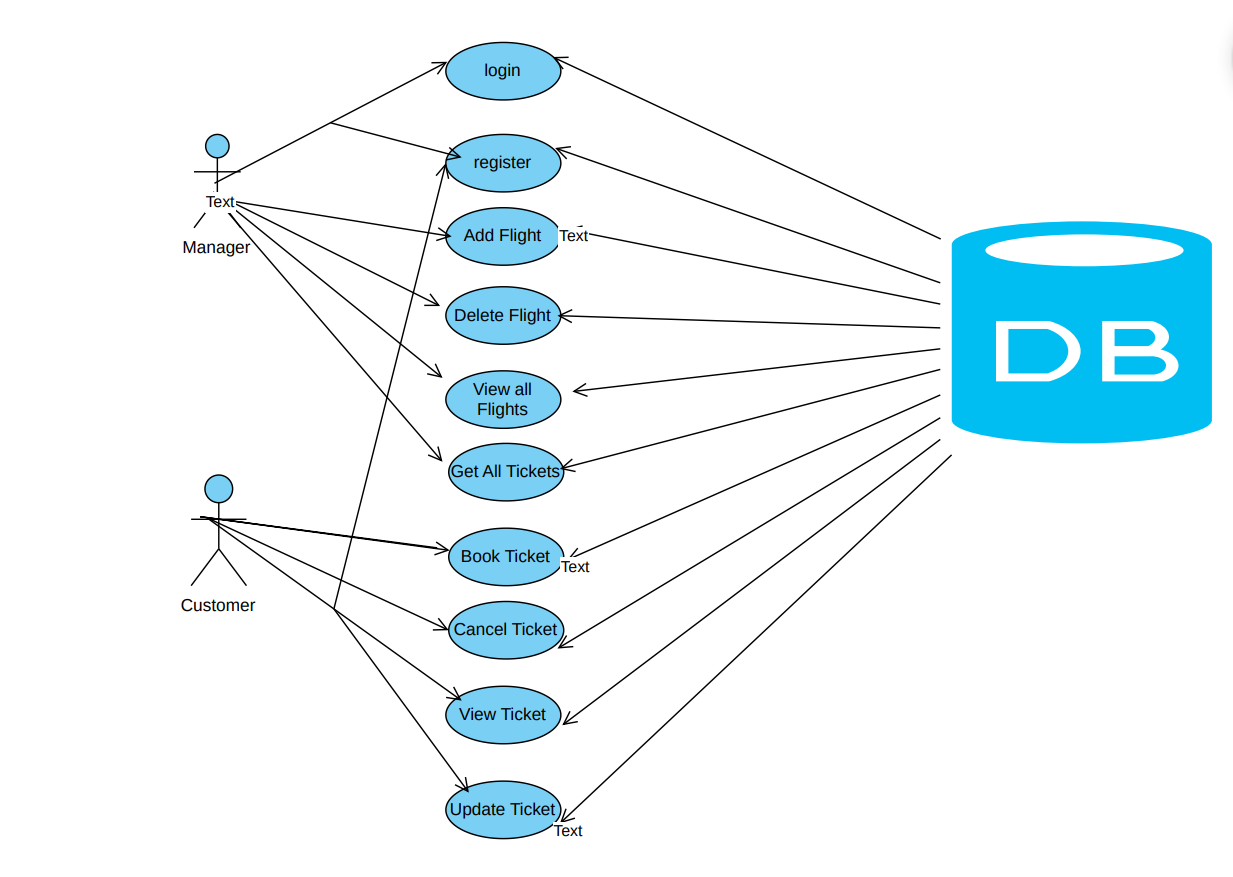 login
register
Text
Add Flight
Text
Manager
Delete Flight
DB
View all
Flights
Get All Tickets
Book Ticket
Text
Customer
Cancel Ticket
View Ticket
Update Ticket
Text